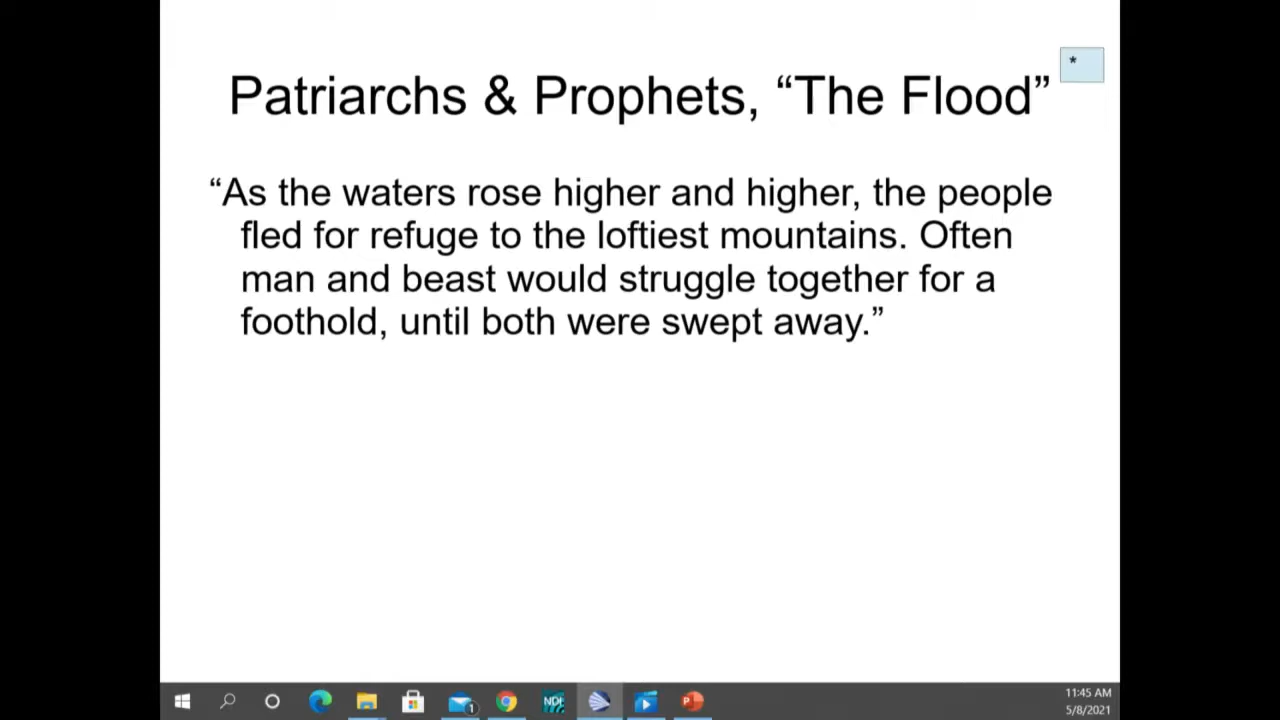 *
Patriarchs & Prophets, “The Flood”
“As the waters rose higher and higher, the people
fled for refuge to the loftiest mountains. Often
man and beast would struggle together for a
foothold, until both were swept away.”
1
NDI
P
11:45 AM
5/8/2021